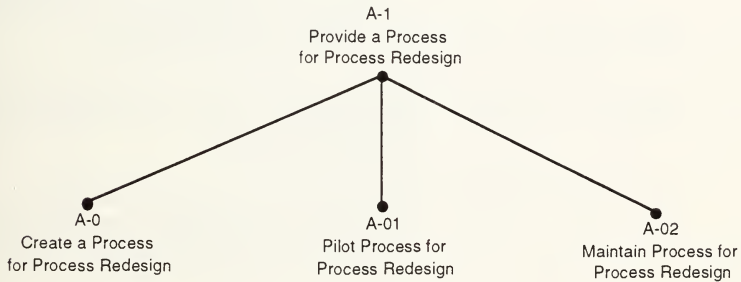 A-1
Provide a Process
for Process Redesign
A-0
Create a Process
for Process Redesign
A-01
Pilot Process for
Process Redesign
A-02
Maintain Process for
Process Redesign